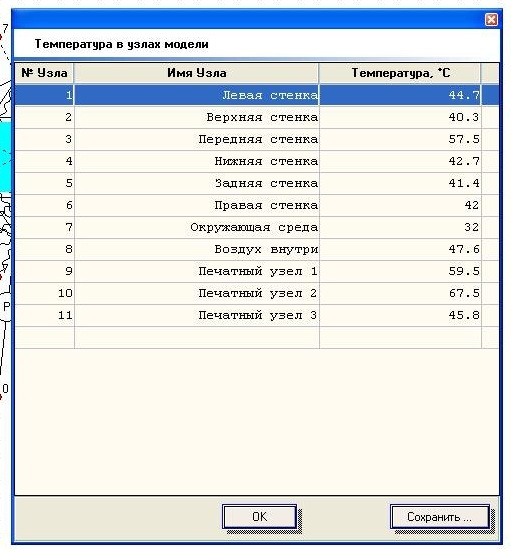 Температура в узлах модели
№ Узла Имя Узла Температура, °C
1 Левая стенка 44.7
2 Верхняя стенка 40.3
3 Передняя стенка 57.5
4 Нижняя стенка 42.7
5 Задняя стенка 41.4
6 Правая стенка 42
7 Окружающая среда 32
8 Воздух внутри 47.6
9 Печатный узел 1 59.5
10 Печатный узел 2 67.5
11 Печатный узел 3 45.8
OK Сохранить ...
7
P
0